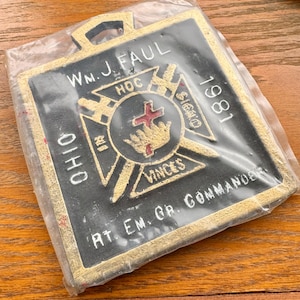 WM. J. FAUL
HOC
IN
SIGNO
VINCES
OHIO
1981
RT. EM. GR. COMMANDER